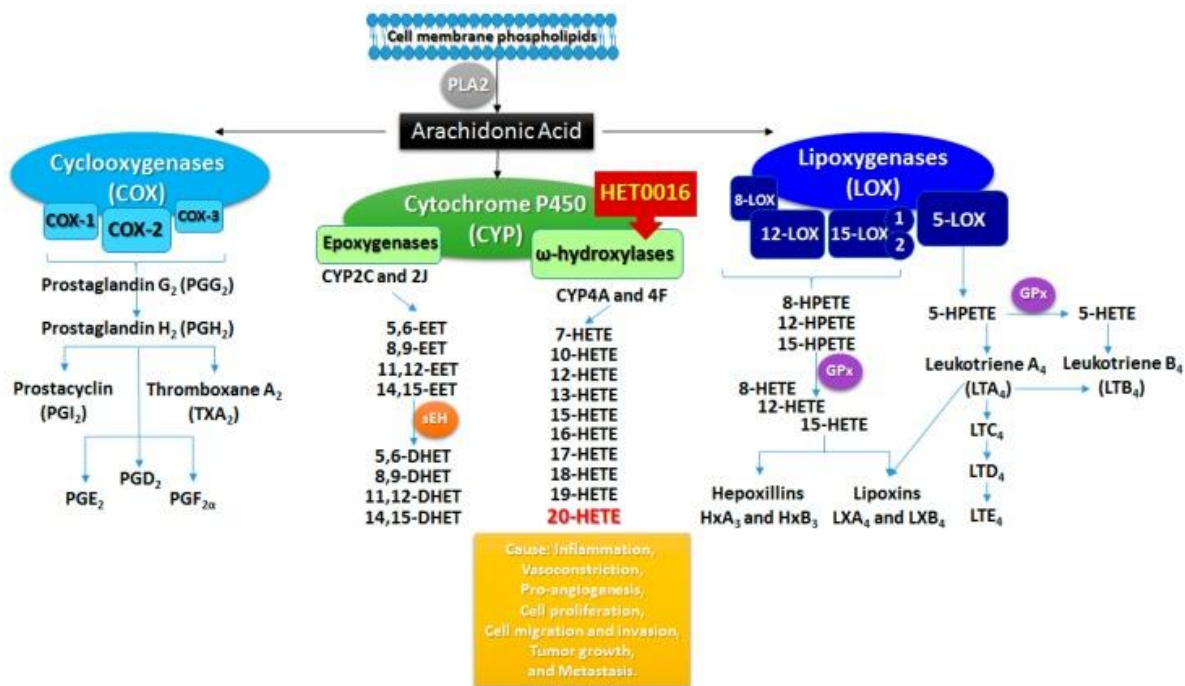 Cell membrane phospholipids
PLA2
Arachidonic Acid
Cyclooxygenases
(COX)
COX-1
COX-2
COX-3
Prostaglandin G₂ (PGG₂)
Prostaglandin H₂ (PGH₂)
Prostacyclin
(PGI₂)
Thromboxane A₂
(TXA₂)
PGE₂
PGD₂
PGF₂α
Cytochrome P450
(CYP)
HET0016
Epoxygenases
CYP2C and 2J
5,6-EET
8,9-EET
11,12-EET
14,15-EET
sEH
5,6-DHET
8,9-DHET
11,12-DHET
14,15-DHET
ω-hydroxylases
CYP4A and 4F
7-HETE
10-HETE
12-HETE
13-HETE
15-HETE
16-HETE
17-HETE
18-HETE
19-HETE
20-HETE
Cause: Inflammation,
Vasoconstriction,
Pro-angiogenesis,
Cell proliferation,
Cell migration and invasion,
Tumor growth,
and Metastasis.
Lipoxygenases
(LOX)
8-LOX
12-LOX
15-LOX
1
2
5-LOX
8-HPETE
12-HPETE
15-HPETE
GPx
8-HETE
12-HETE
15-HETE
Hepoxillins
HxA₃ and HxB₃
Lipoxins
LXA₄ and LXB₄
5-HPETE
GPx
5-HETE
Leukotriene A₄
(LTA₄)
Leukotriene B₄
(LTB₄)
LTC₄
LTD₄
LTE₄